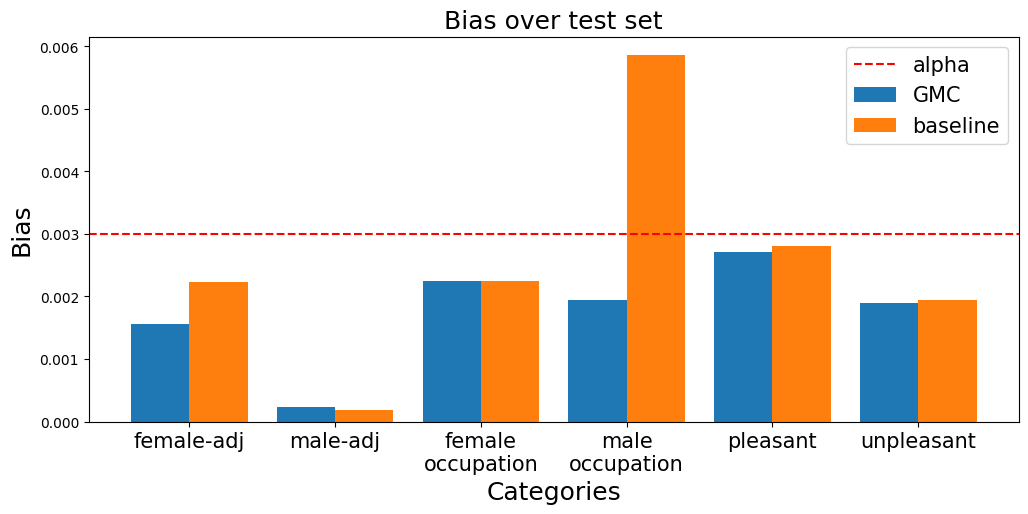 Bias over test set
0.006
0.005
0.004
0.003
0.002
0.001
0.000
Bias
alpha
GMC
baseline
female-adj
male-adj
female
occupation
male
occupation
pleasant
unpleasant
Categories